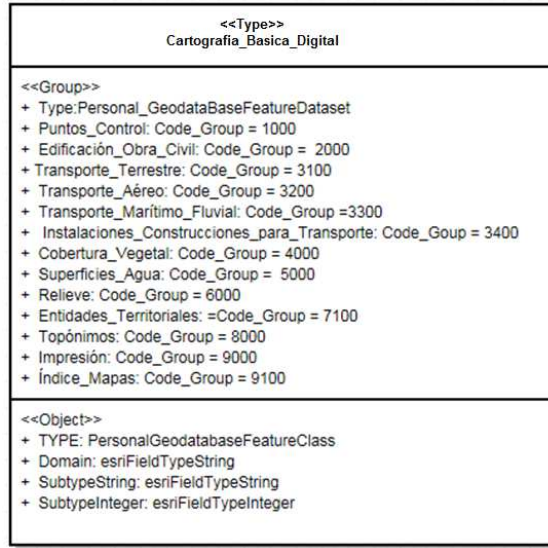 <<Type>>
Cartografia_Basica_Digital
<<Group>>
+ Type:Personal_GeodataBaseFeatureDataset
+ Puntos_Control: Code_Group = 1000
+ Edificación_Obra_Civil: Code_Group = 2000
+ Transporte_Terrestre: Code_Group = 3100
+ Transporte_Aéreo: Code_Group = 3200
+ Transporte_Marítimo_Fluvial: Code_Group =3300
+ Instalaciones_Construcciones_para_Transporte: Code_Goup = 3400
+ Cobertura_Vegetal: Code_Group = 4000
+ Superficies_Agua: Code_Group = 5000
+ Relieve: Code_Group = 6000
+ Entidades_Territoriales: =Code_Group = 7100
+ Topónimos: Code_Group = 8000
+ Impresión: Code_Group = 9000
+ Índice_Mapas: Code_Group = 9100
<<Object>>
+ TYPE: PersonalGeodatabaseFeatureClass
+ Domain: esriFieldTypeString
+ SubtypeString: esriFieldTypeString
+ SubtypeInteger: esriFieldTypeInteger